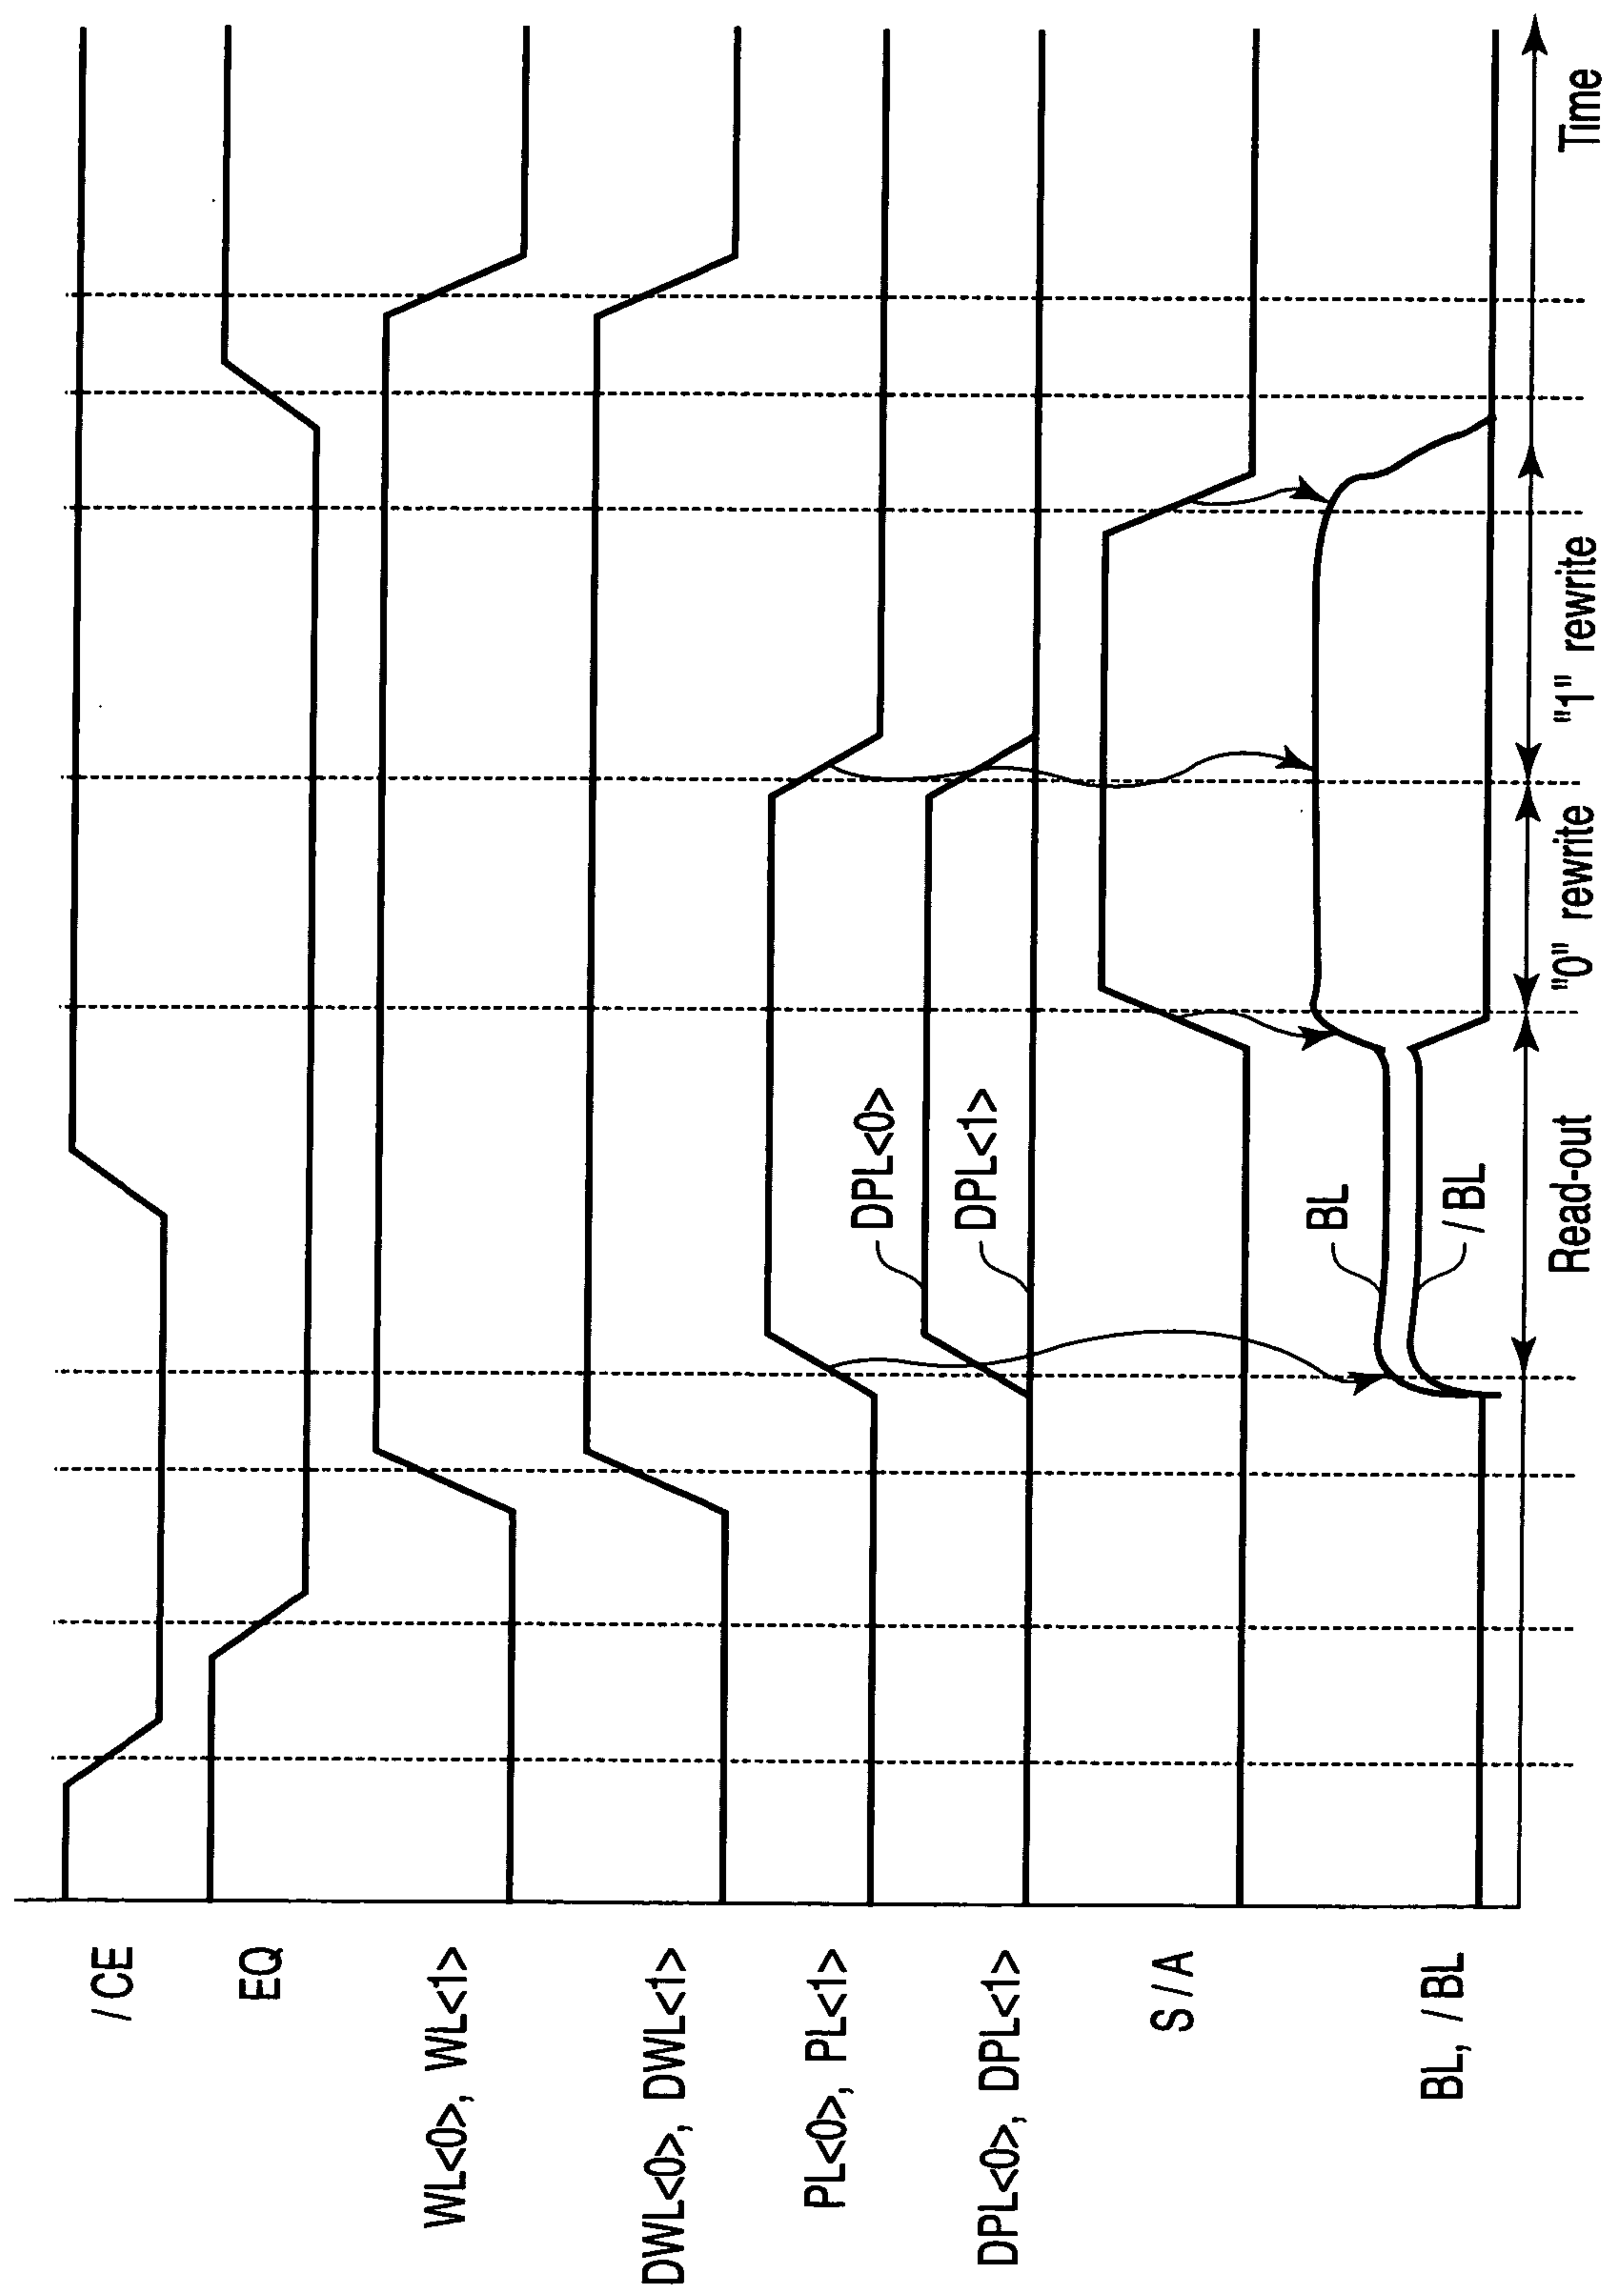 / CE
EQ
WL<0>, WL<1>
DWL<0>, DWL<1>
PL<0>, PL<1>
DPL<0>, DPL<1>
DPL<0>
DPL<1>
S / A
BL, / BL
BL
/ BL
Read-out
"0" rewrite
"1" rewrite
Time